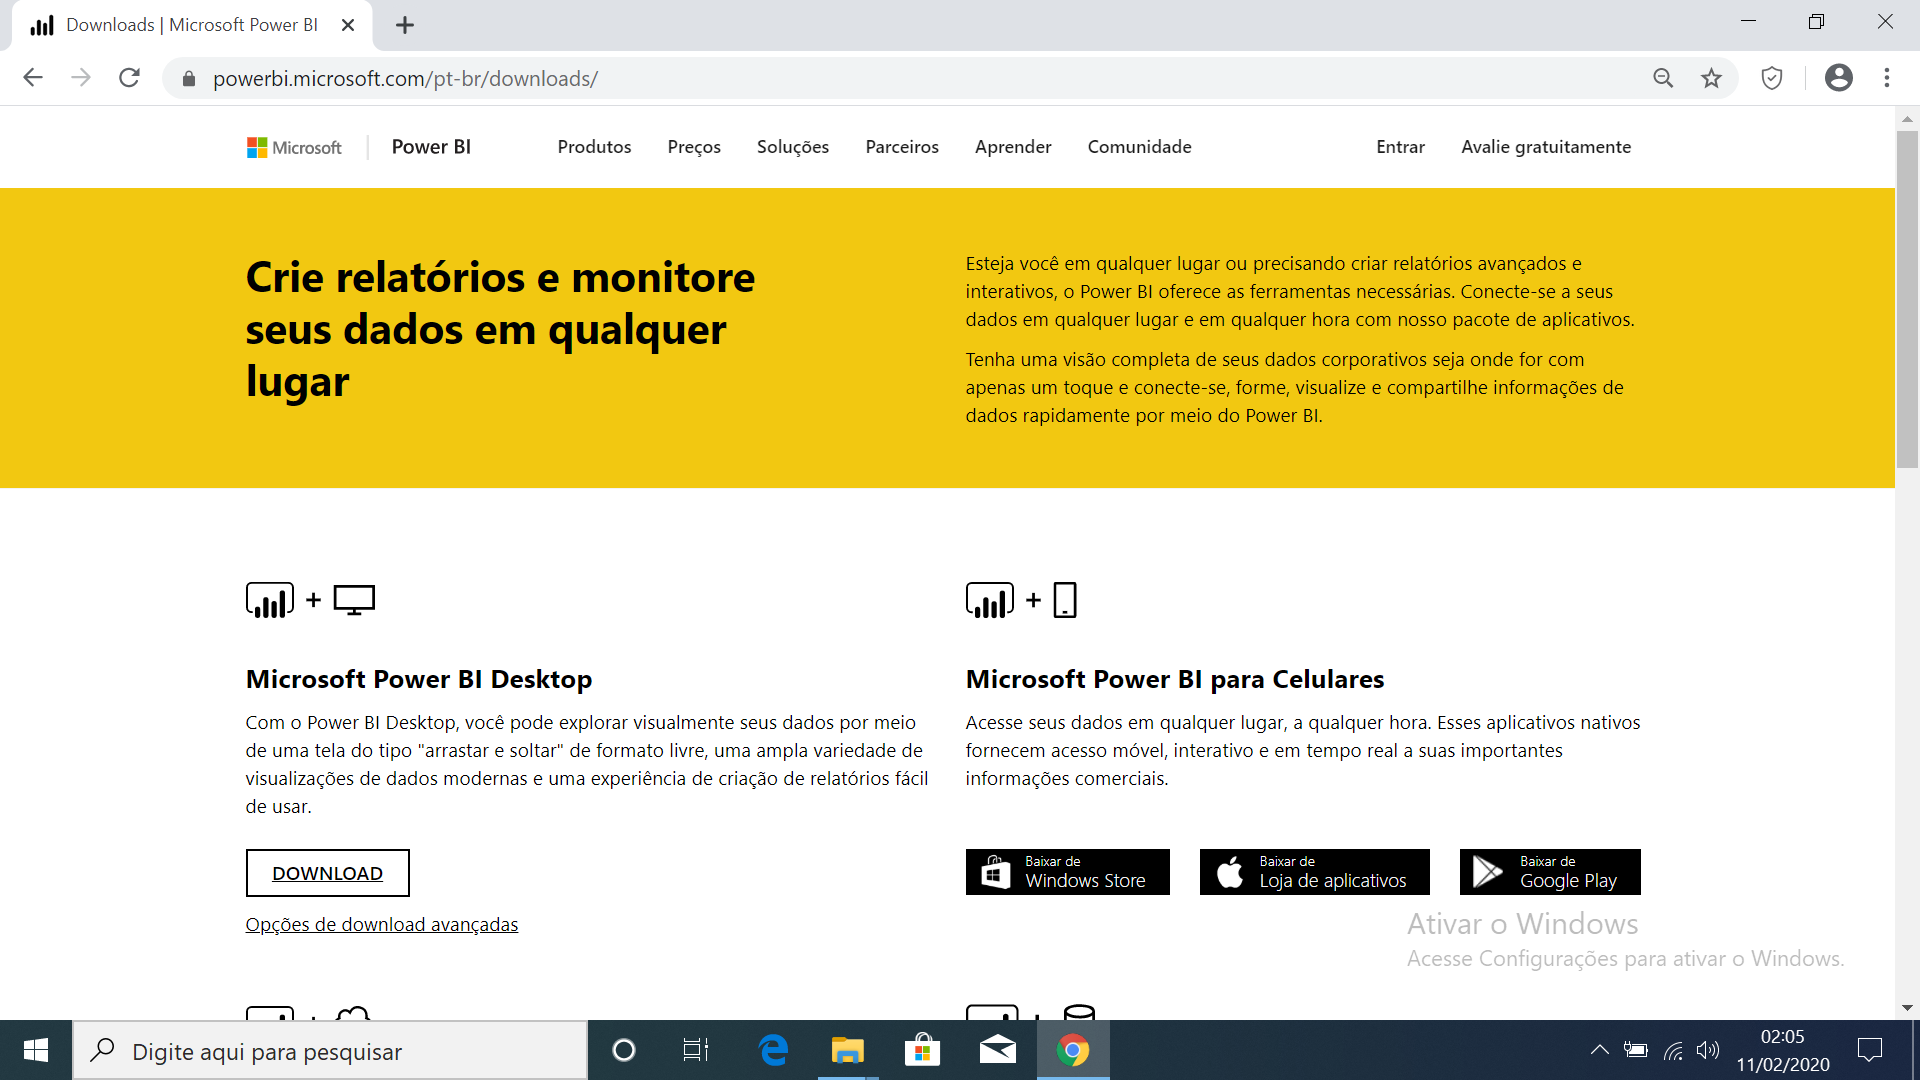 Downloads | Microsoft Power BI
powerbi.microsoft.com/pt-br/downloads/
Microsoft Power BI Produtos Preços Soluções Parceiros Aprender Comunidade Entrar Avalie gratuitamente
Crie relatórios e monitore
seus dados em qualquer
lugar
Esteja você em qualquer lugar ou precisando criar relatórios avançados e
interativos, o Power BI oferece as ferramentas necessárias. Conecte-se a seus
dados em qualquer lugar e em qualquer hora com nosso pacote de aplicativos.
Tenha uma visão completa de seus dados corporativos seja onde for com
apenas um toque e conecte-se, forme, visualize e compartilhe informações de
dados rapidamente por meio do Power BI.
Microsoft Power BI Desktop
Com o Power BI Desktop, você pode explorar visualmente seus dados por meio
de uma tela do tipo "arrastar e soltar" de formato livre, uma ampla variedade de
visualizações de dados modernas e uma experiência de criação de relatórios fácil
de usar.
DOWNLOAD
Opções de download avançadas
Microsoft Power BI para Celulares
Acesse seus dados em qualquer lugar, a qualquer hora. Esses aplicativos nativos
fornecem acesso móvel, interativo e em tempo real a suas importantes
informações comerciais.
Baixar de
Windows Store
Baixar de
Loja de aplicativos
Baixar de
Google Play
Ativar o Windows
Acesse Configurações para ativar o Windows.
Digite aqui para pesquisar
02:05
11/02/2020